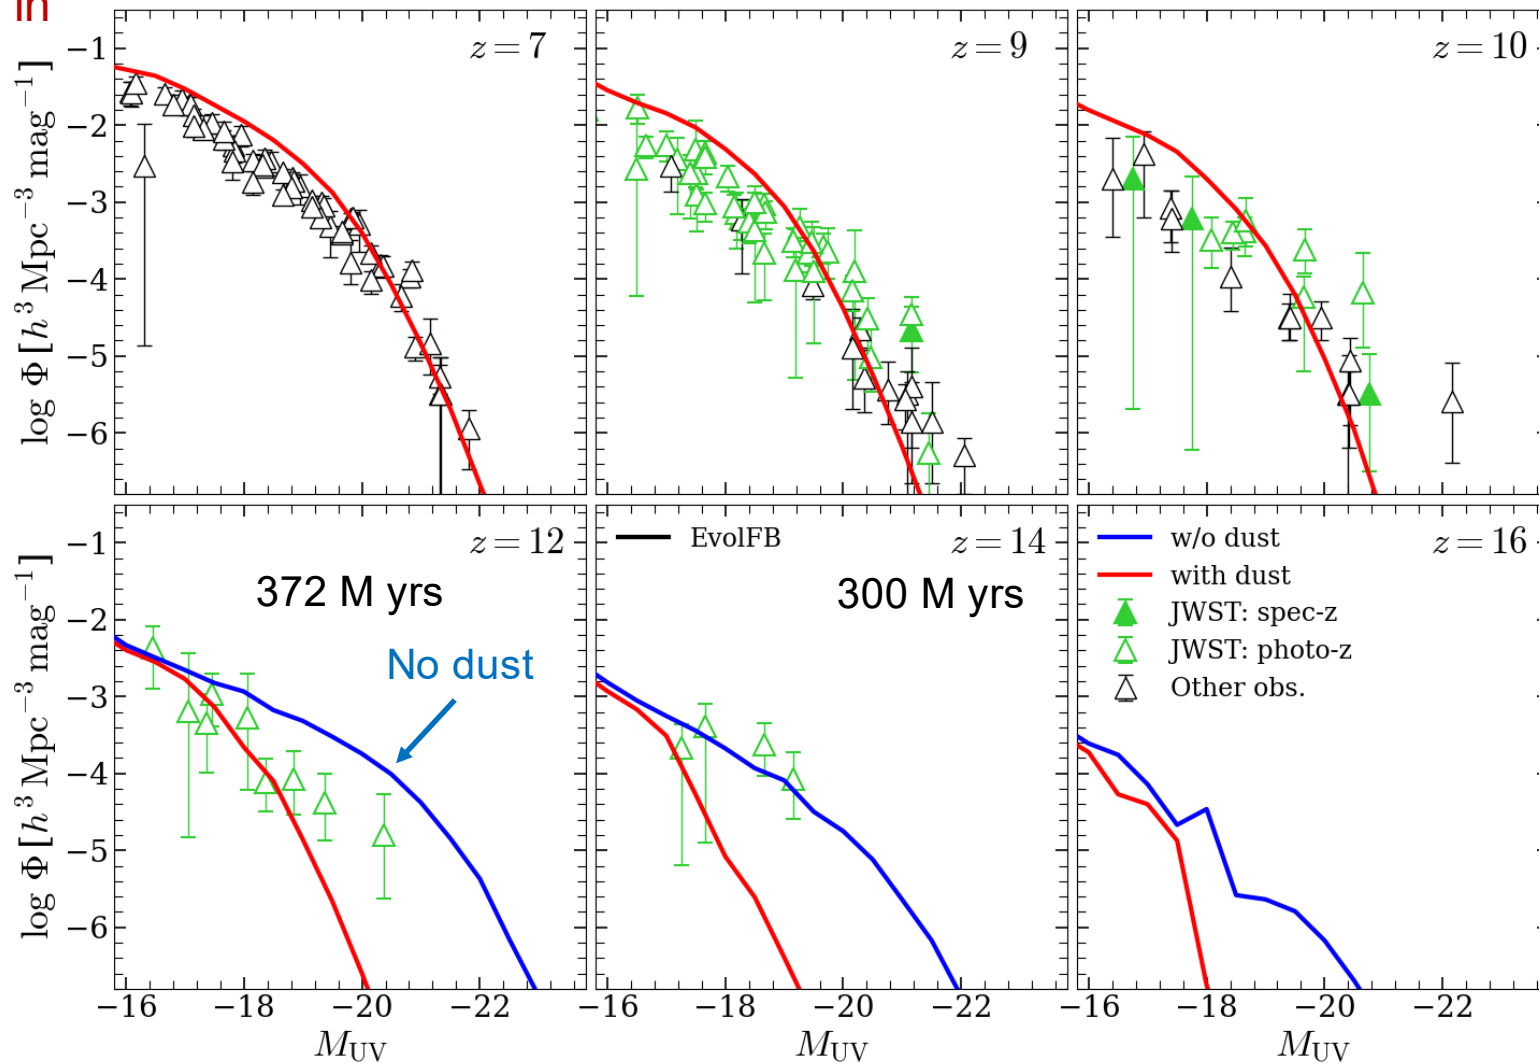 in
z = 7
z = 9
z = 10
log Φ [h³ Mpc⁻³ mag⁻¹]
−1
−2
−3
−4
−5
−6
z = 12
372 M yrs
No dust
EvolFB
z = 14
300 M yrs
w/o dust
with dust
JWST: spec-z
JWST: photo-z
Other obs.
z = 16
log Φ [h³ Mpc⁻³ mag⁻¹]
−1
−2
−3
−4
−5
−6
−16 −18 −20 −22 −16 −18 −20 −22 −16 −18 −20 −22
M_UV M_UV M_UV